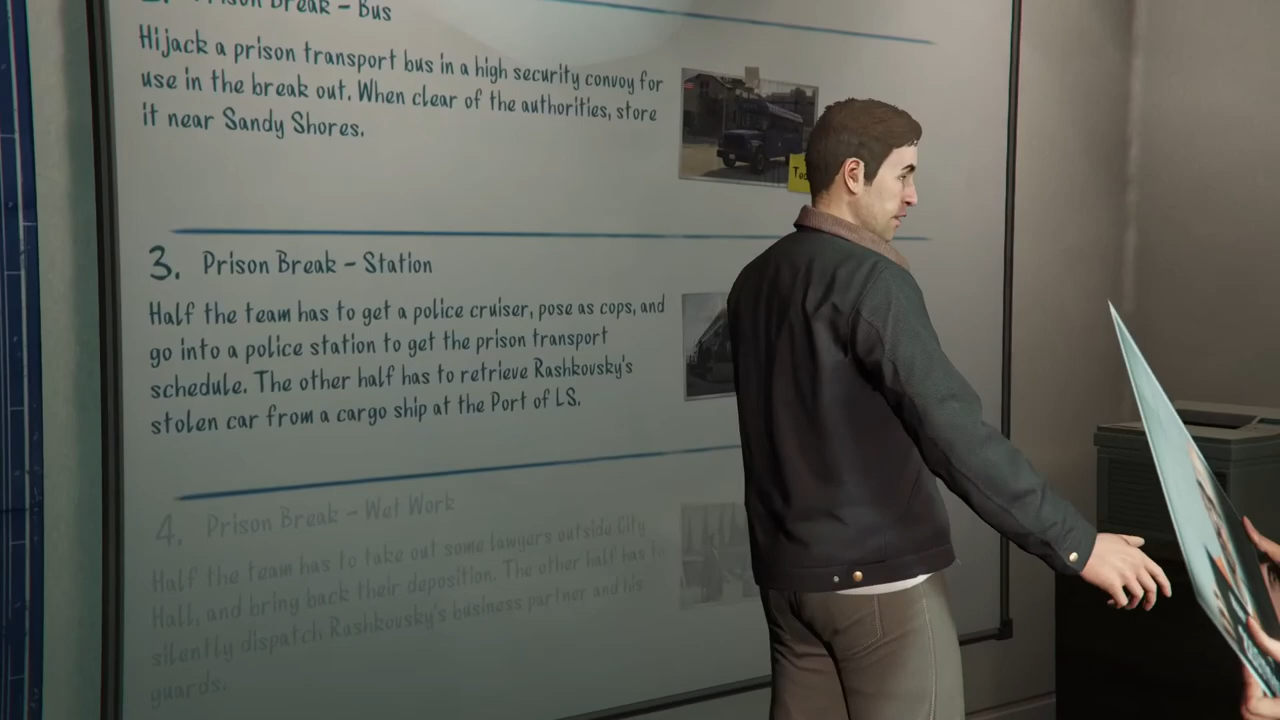 Prison Break – Bus
Hijack a prison transport bus in a high security convoy for
use in the break out. When clear of the authorities, store
it near Sandy Shores.
3. Prison Break – Station
Half the team has to get a police cruiser, pose as cops, and
go into a police station to get the prison transport
schedule. The other half has to retrieve Rashkovsky's
stolen car from a cargo ship at the Port of LS.
4. Prison Break – Wet Work
Half the team has to take out some lawyers outside City
Hall, and bring back their deposition. The other half has to
silently dispatch Rashkovsky's business partner and his
guards.